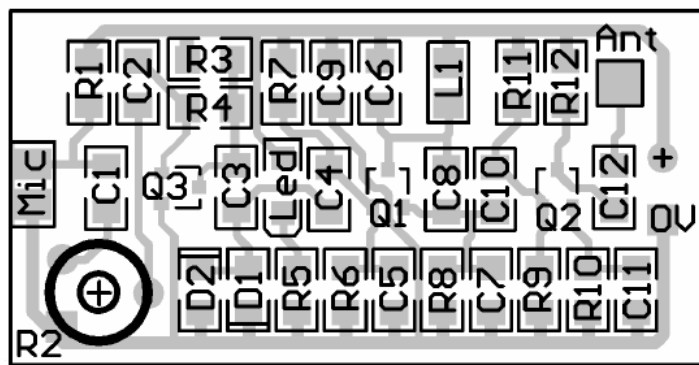 Ant
R1 C2 R3 R7 C9 C6 L1 R11 R12
R4
Mic C1 Q3 C3 Led C4 Q1 C8 C10 Q2 C12 +
0V
R2 D2 D1 R5 R6 C5 R8 C7 R9 R10 C11